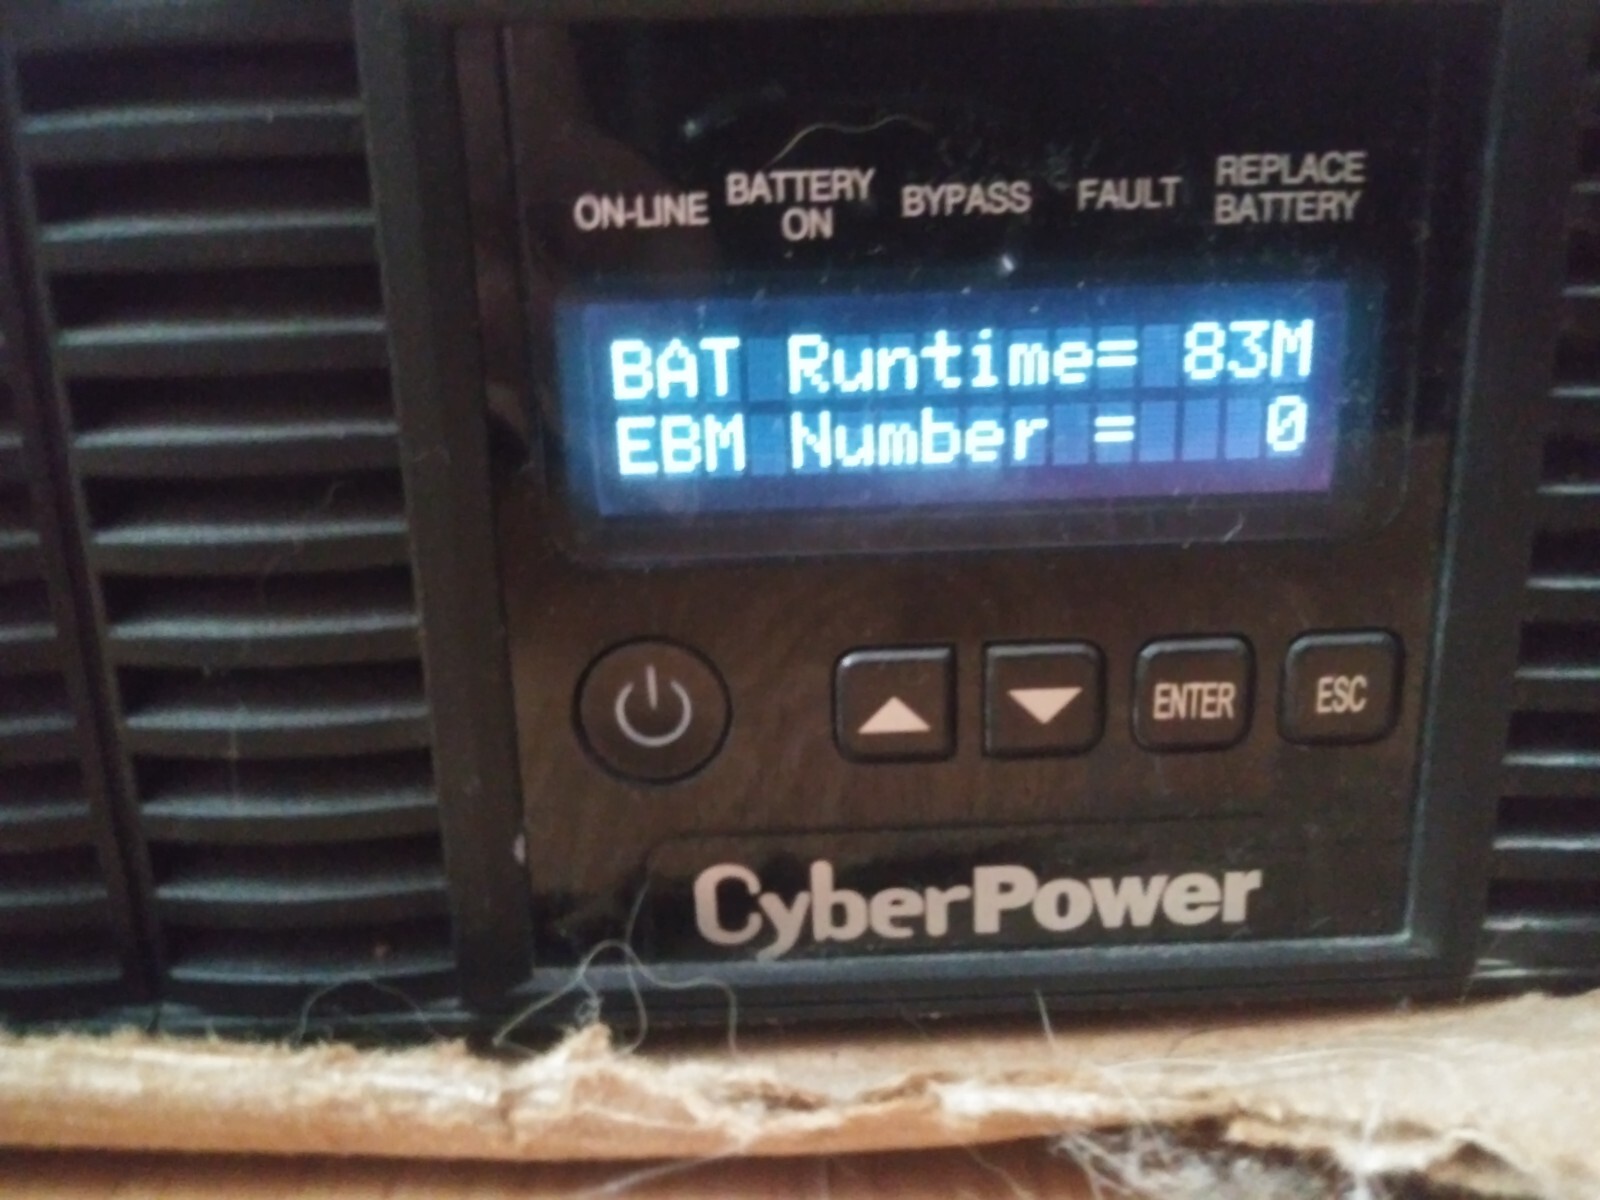 ON-LINE
BATTERY ON
BYPASS
FAULT
REPLACE BATTERY
BAT Runtime= 83M
EBM Number = 0
ENTER
ESC
CyberPower